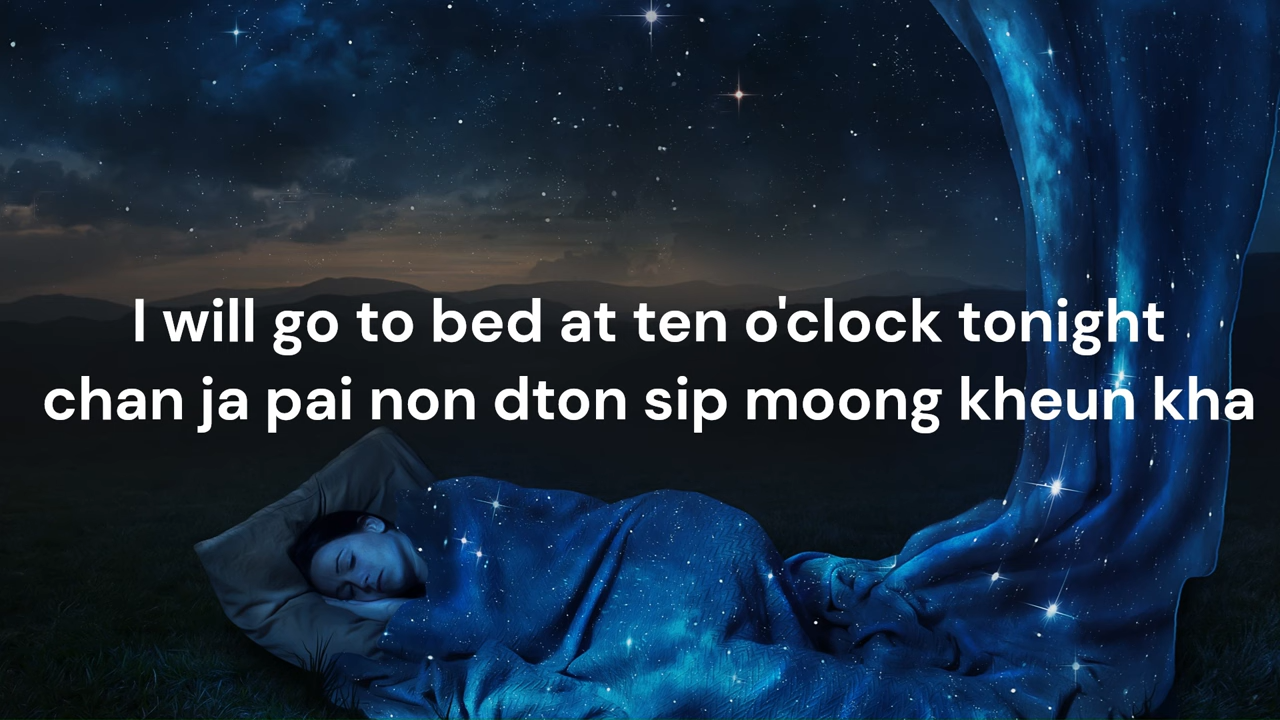 I will go to bed at ten o'clock tonight
chan ja pai non dton sip moong kheun kha